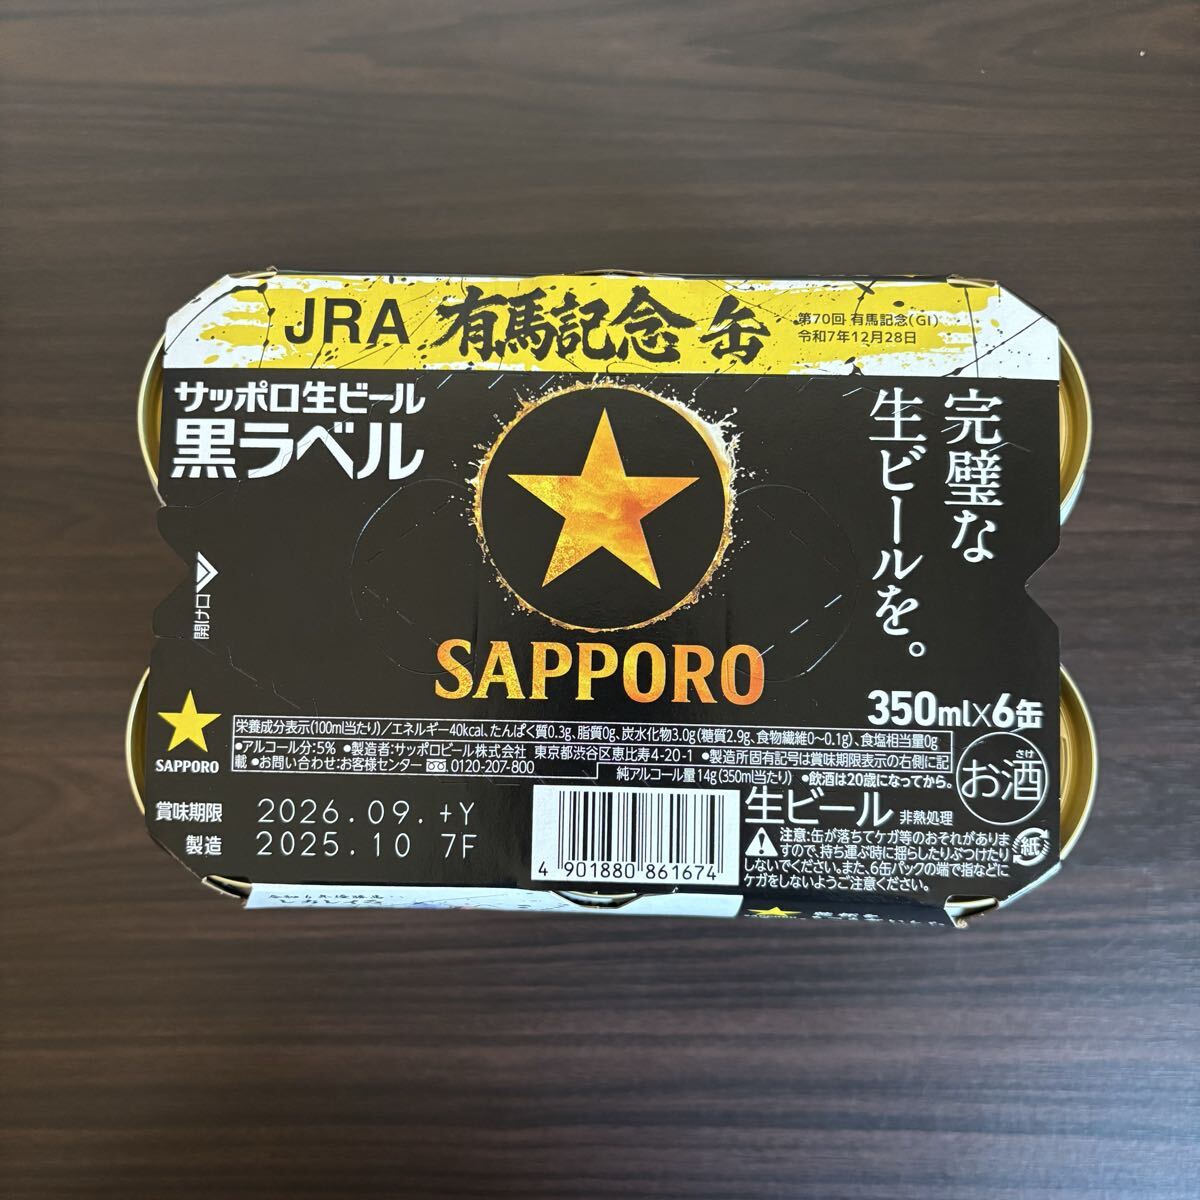 JRA 有馬記念 缶
第70回 有馬記念(GI)
令和7年12月28日
サッポロ生ビール
黒ラベル
完璧な
生ビールを。
開け口
SAPPORO
350ml×6缶
SAPPORO
栄養成分表示(100ml当たり)/エネルギー40kcal、たんぱく質0.3g、脂質0g、炭水化物3.0g(糖質2.9g、食物繊維0~0.1g)、食塩相当量0g
●アルコール分:5% ●製造者:サッポロビール株式会社 東京都渋谷区恵比寿4-20-1 ●製造所固有記号は賞味期限表示の右側に記
載 ●お問い合わせ:お客様センター 0120-207-800
純アルコール量14g(350ml当たり) ●飲酒は20歳になってから。
さけ
お酒
賞味期限 2026.09.+Y
製造 2025.10 7F
4 901880 861674
生ビール 非熱処理
注意:缶が落ちてケガ等のおそれがありま
すので、持ち運ぶ時に揺らしたりぶつけたり
しないでください。また、6缶パックの端で指などに
ケガをしないようご注意ください。
紙